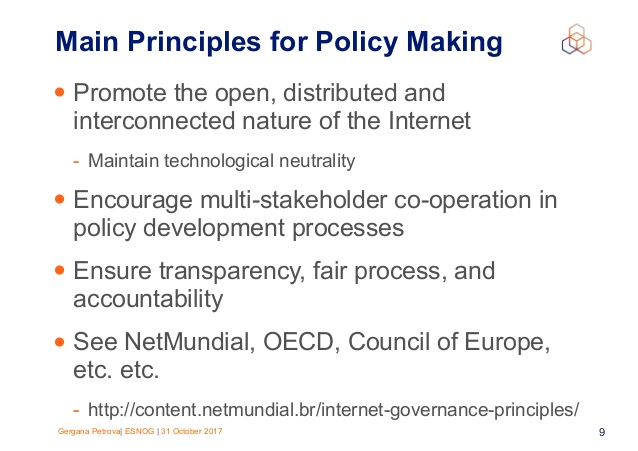 Main Principles for Policy Making
• Promote the open, distributed and
interconnected nature of the Internet
- Maintain technological neutrality
• Encourage multi-stakeholder co-operation in
policy development processes
• Ensure transparency, fair process, and
accountability
• See NetMundial, OECD, Council of Europe,
etc. etc.
- http://content.netmundial.br/internet-governance-principles/
Gergana Petrova| ESNOG | 31 October 2017
9